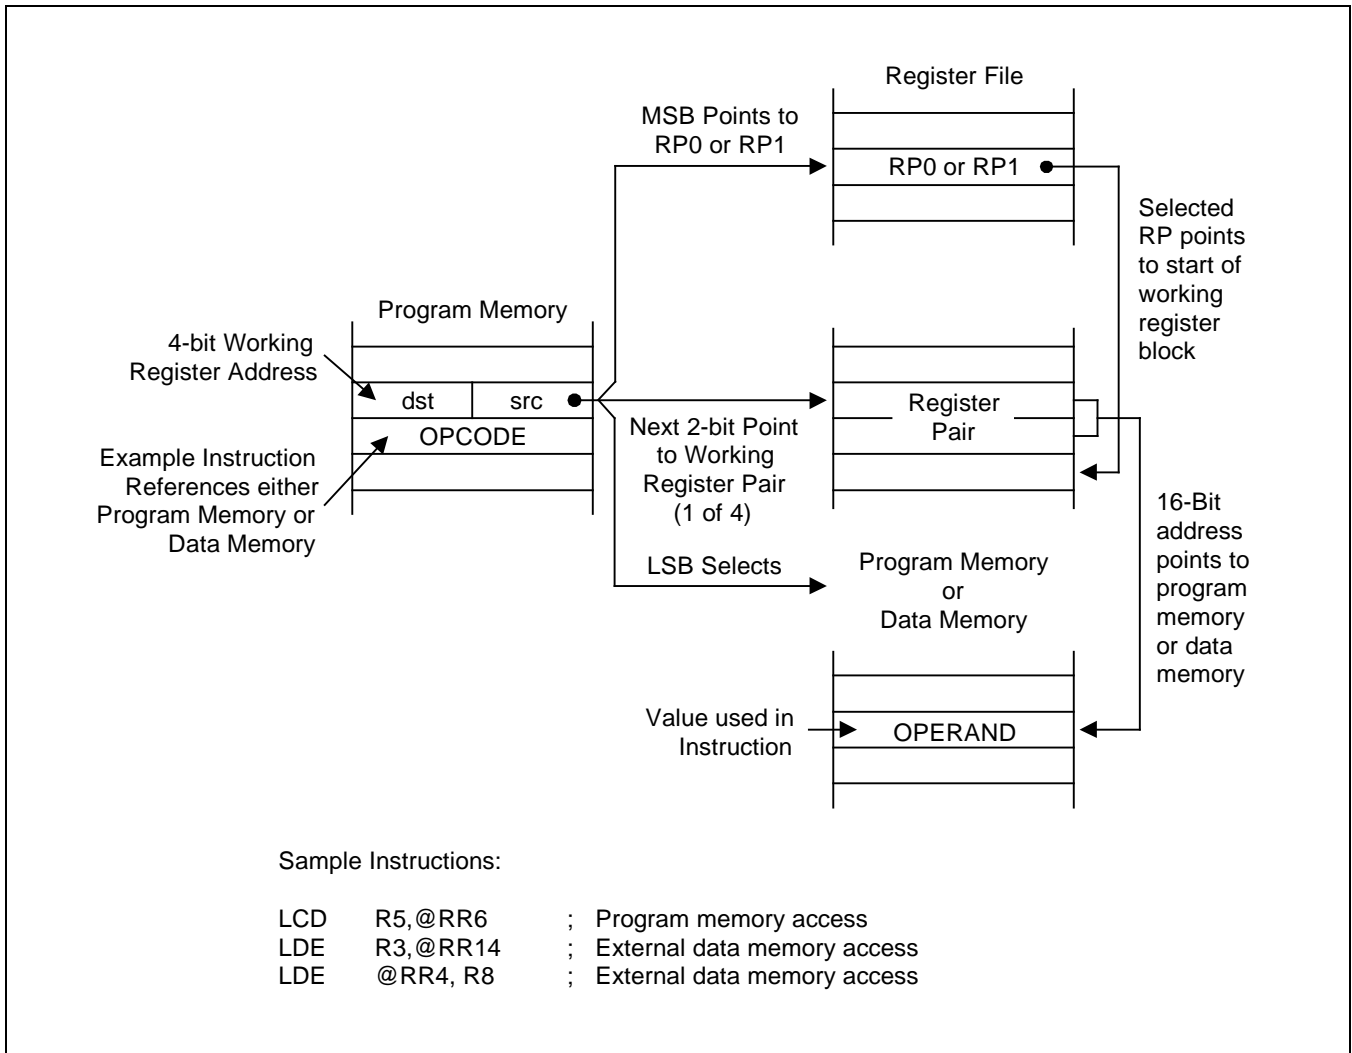 Register File
MSB Points to
RP0 or RP1
RP0 or RP1
Selected
RP points
to start of
working
register
block
Program Memory
4-bit Working
Register Address
dst src
OPCODE
Example Instruction
References either
Program Memory or
Data Memory
Next 2-bit Point
to Working
Register Pair
(1 of 4)
Register
Pair
LSB Selects
Program Memory
or
Data Memory
16-Bit
address
points to
program
memory
or data
memory
Value used in
Instruction
OPERAND
Sample Instructions:
LCD R5,@RR6 ; Program memory access
LDE R3,@RR14 ; External data memory access
LDE @RR4, R8 ; External data memory access